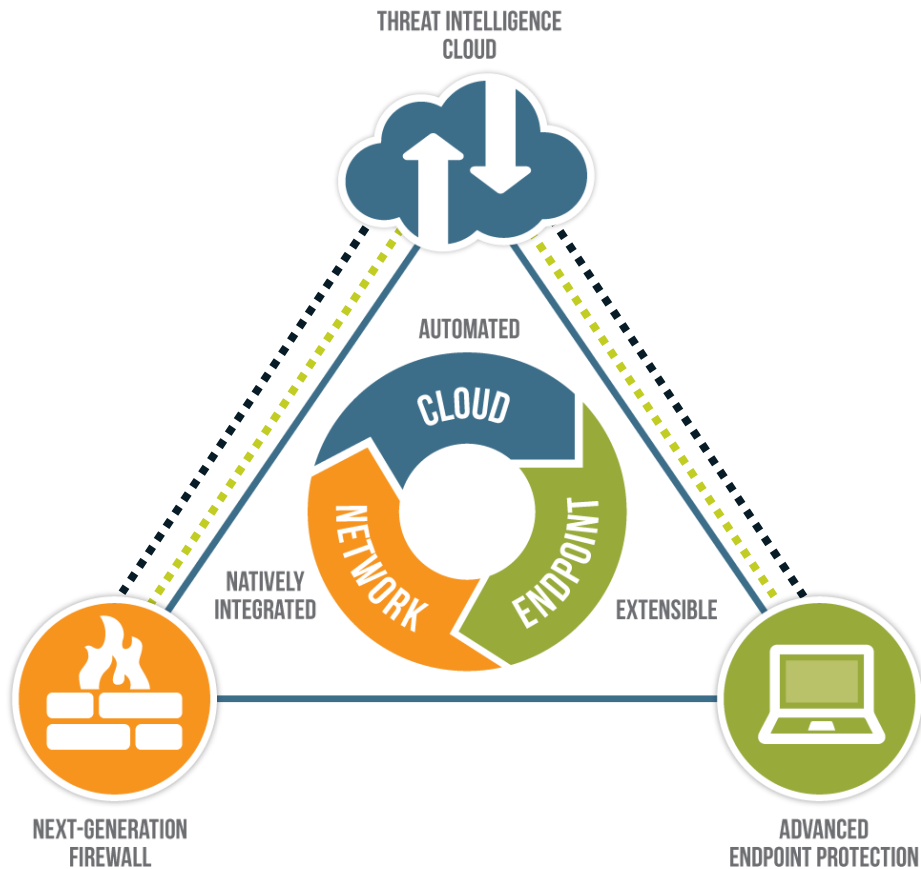 THREAT INTELLIGENCE
CLOUD
AUTOMATED
CLOUD
NETWORK
ENDPOINT
NATIVELY
INTEGRATED
EXTENSIBLE
NEXT-GENERATION
FIREWALL
ADVANCED
ENDPOINT PROTECTION